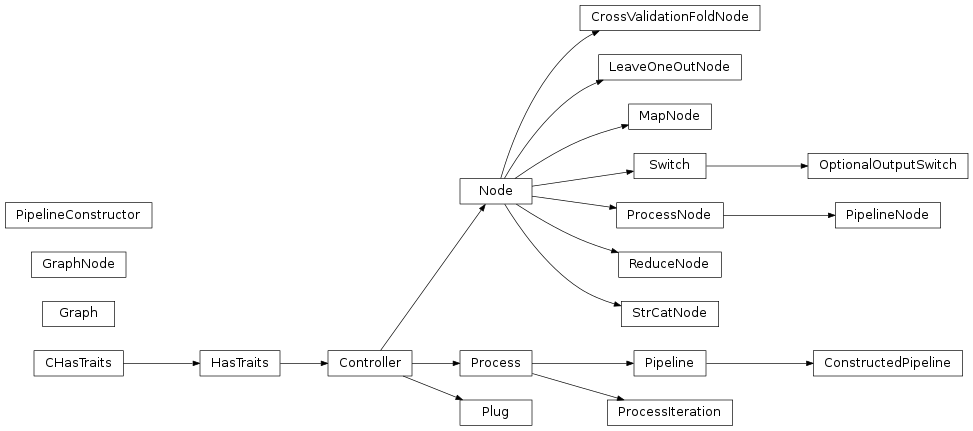 CrossValidationFoldNode
LeaveOneOutNode
MapNode
Switch
OptionalOutputSwitch
Node
PipelineConstructor
ProcessNode
PipelineNode
GraphNode
ReduceNode
Graph
StrCatNode
CHasTraits
HasTraits
Controller
Process
Pipeline
ConstructedPipeline
Plug
ProcessIteration